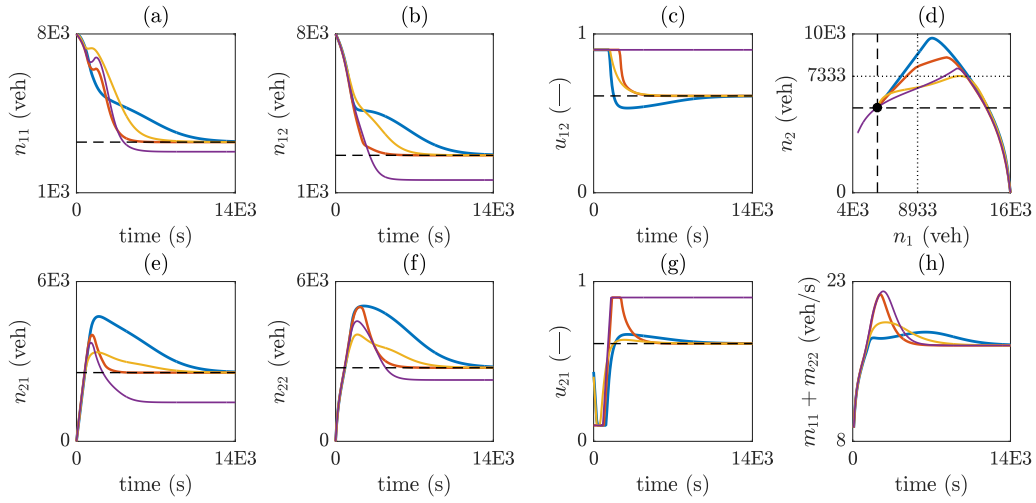 (a)
8E3
n11 (veh)
1E3
0
14E3
time (s)
(b)
8E3
n12 (veh)
1E3
0
14E3
time (s)
(c)
1
u12 (—)
0
0
14E3
time (s)
(d)
10E3
7333
n2 (veh)
0
4E3
8933
16E3
n1 (veh)
(e)
6E3
n21 (veh)
0
0
14E3
time (s)
(f)
6E3
n22 (veh)
0
0
14E3
time (s)
(g)
1
u21 (—)
0
0
14E3
time (s)
(h)
23
m11 + m22 (veh/s)
8
0
14E3
time (s)